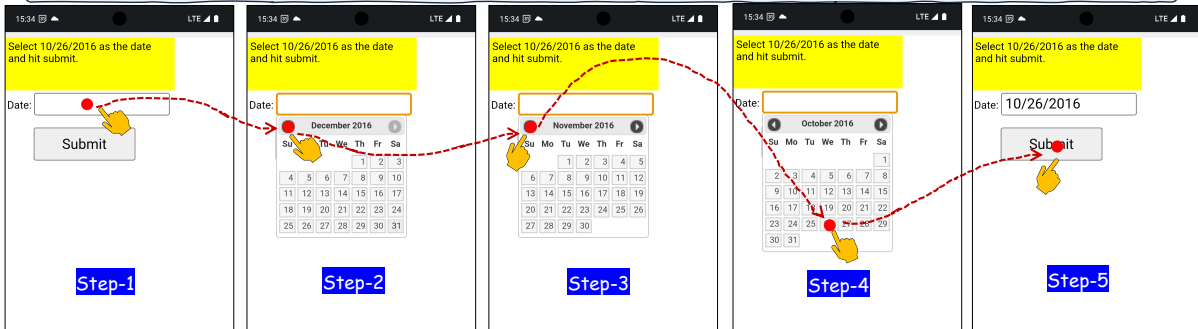 15:34
LTE
Select 10/26/2016 as the date
and hit submit.
Date:
Submit
Step-1
15:34
LTE
Select 10/26/2016 as the date
and hit submit.
Date:
December 2016
Su Tu We Th Fr Sa
1 2 3
4 5 6 7 8 9 10
11 12 13 14 15 16 17
18 19 20 21 22 23 24
25 26 27 28 29 30 31
Step-2
15:34
LTE
Select 10/26/2016 as the date
and hit submit.
Date:
November 2016
Su Mo Tu We Th Fr Sa
1 2 3 4 5
6 7 8 9 10 11 12
13 14 15 16 17 18 19
20 21 22 23 24 25 26
27 28 29 30
Step-3
15:34
LTE
Select 10/26/2016 as the date
and hit submit.
Date:
October 2016
Su Mo Tu We Th Fr Sa
1
2 3 4 5 6 7 8
9 10 11 12 13 14 15
16 17 18 19 20 21 22
23 24 25 27 28 29
30 31
Step-4
15:34
LTE
Select 10/26/2016 as the date
and hit submit.
Date: 10/26/2016
Submit
Step-5